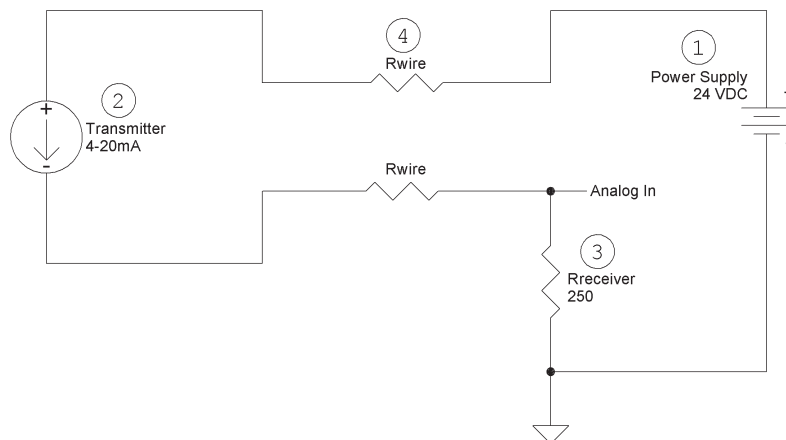 4
Rwire
1
Power Supply
24 VDC
2
+
Transmitter
4-20mA
-
Rwire
Analog In
3
Rreceiver
250